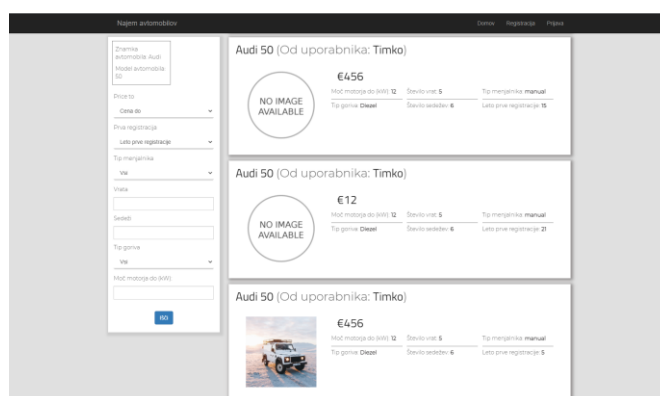 Najem avtomobilov
Domov Registracija Prijava
Znamka
avtomobila: Audi
Model avtomobila:
50
Price to
Cena do
Prva registracija
Leto prve registracije
Tip menjalnika
Vsi
Vrata
Sedeži
Tip goriva
Vsi
Moč motorja do (kW)
Išči
Audi 50 (Od uporabnika: Timko)
NO IMAGE
AVAILABLE
€456
Moč motorja do (kW): 12 Število vrat: 5 Tip menjalnika: manual
Tip goriva: Diezel Število sedežev: 6 Leto prve registracije: 15
Audi 50 (Od uporabnika: Timko)
NO IMAGE
AVAILABLE
€12
Moč motorja do (kW): 12 Število vrat: 5 Tip menjalnika: manual
Tip goriva: Diezel Število sedežev: 6 Leto prve registracije: 21
Audi 50 (Od uporabnika: Timko)
€456
Moč motorja do (kW): 12 Število vrat: 5 Tip menjalnika: manual
Tip goriva: Diezel Število sedežev: 6 Leto prve registracije: 5